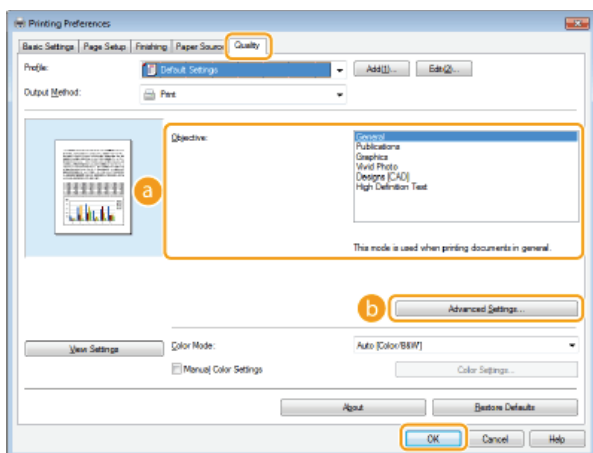 Printing Preferences
Basic Settings Page Setup Finishing Paper Source Quality
Profile: Default Settings Add(1)... Edit(2)...
Output Method: Print
Objective: General
Publications
Graphics
Vivid Photo
Designs [CAD]
High Definition Text
a
This mode is used when printing documents in general.
b Advanced Settings...
View Settings Color Mode: Auto [Color/B&W]
Manual Color Settings Color Settings...
About Restore Defaults
OK Cancel Help